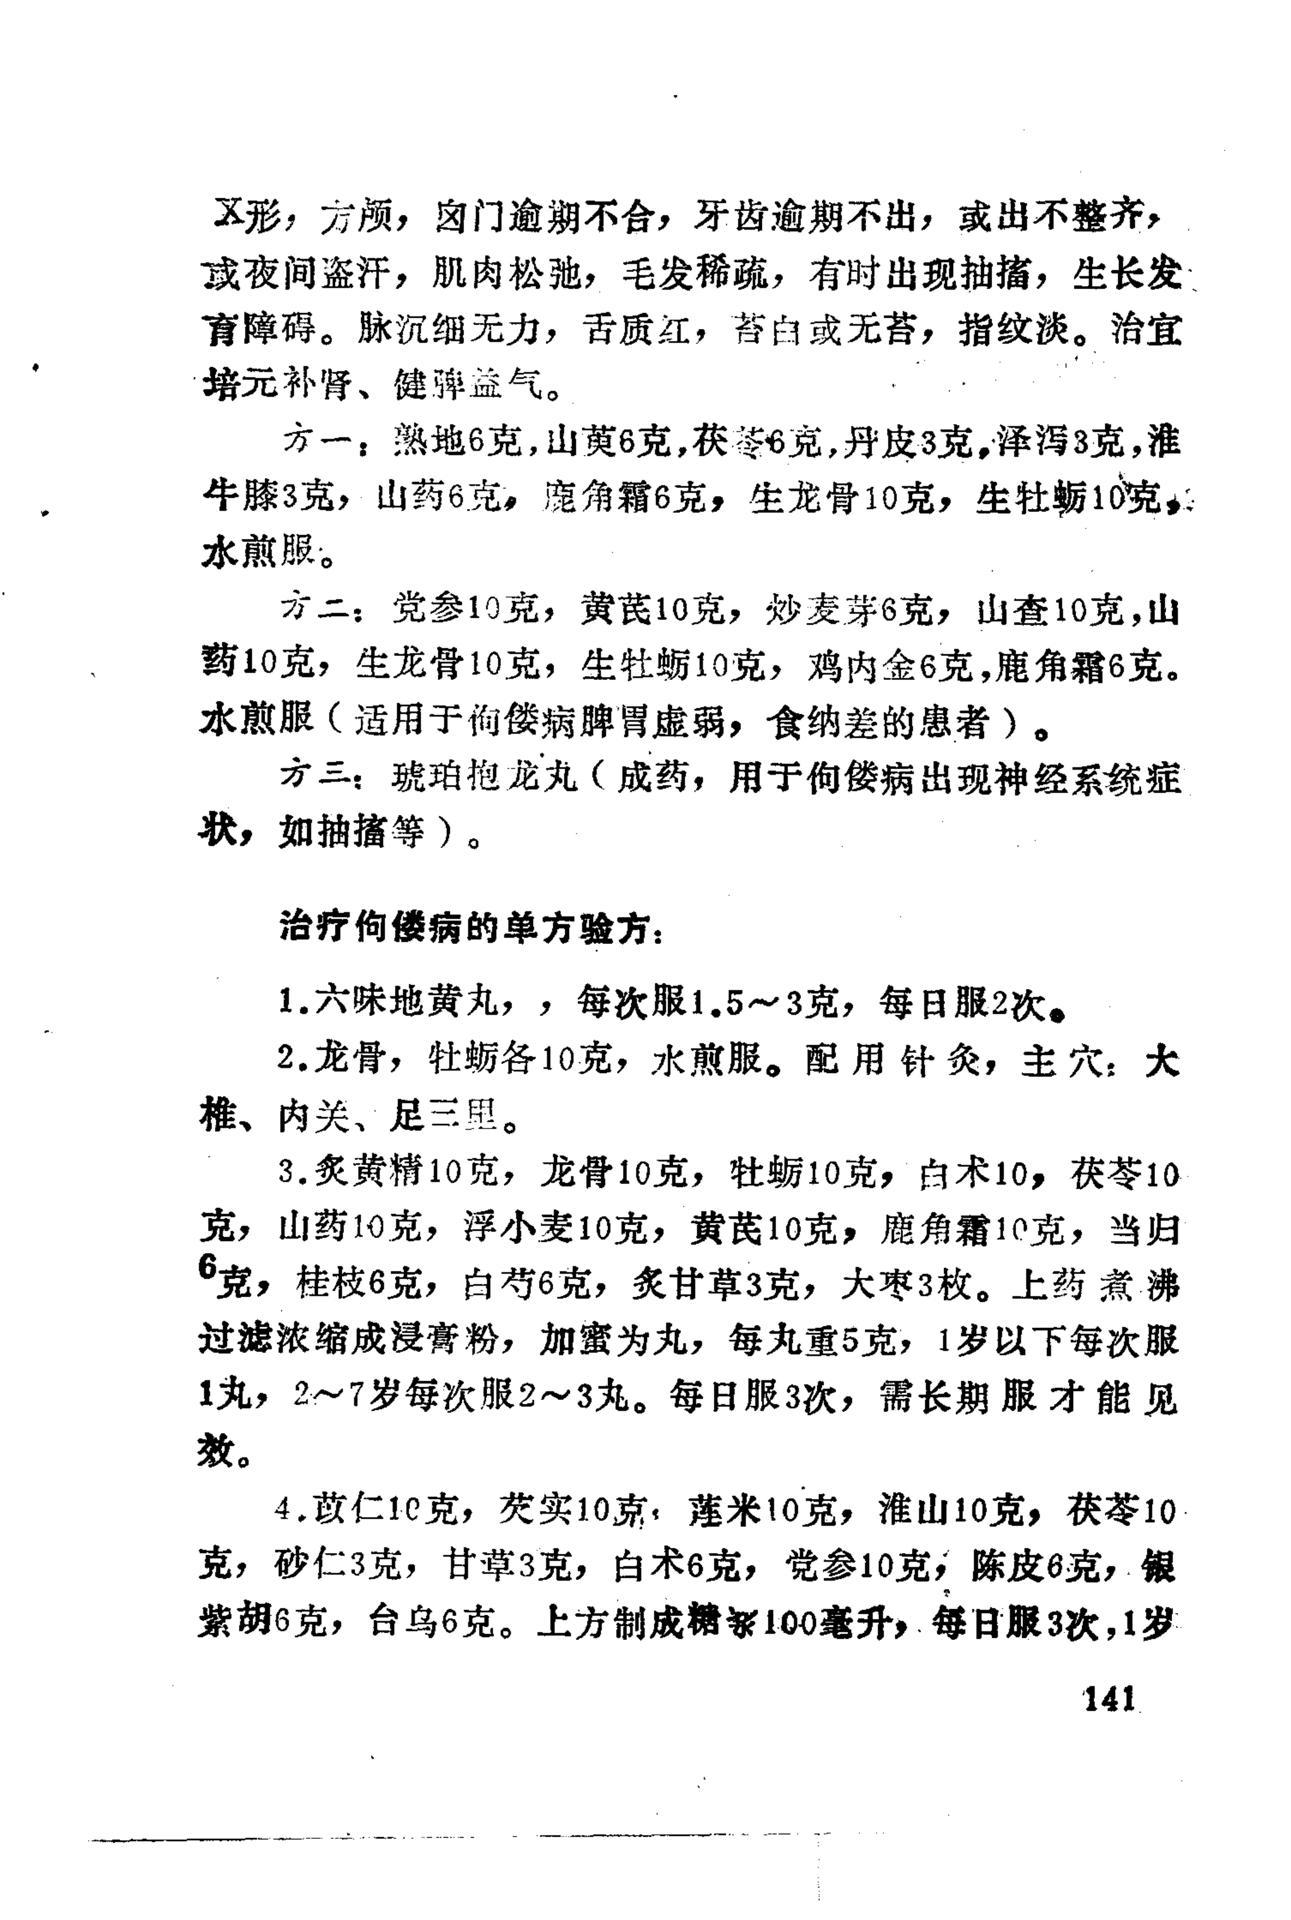 X形，方颅，囟门逾期不合，牙齿逾期不出，或出不整齐，
或夜间盗汗，肌肉松弛，毛发稀疏，有时出现抽搐，生长发
育障碍。脉沉细无力，舌质红，苔白或无苔，指纹淡。治宜
培元补肾、健脾益气。
方一：熟地6克，山萸6克，茯苓6克，丹皮3克，泽泻3克，淮
牛膝3克，山药6克，鹿角霜6克，生龙骨10克，生牡蛎10克，
水煎服。
方二：党参10克，黄芪10克，炒麦芽6克，山查10克，山
药10克，生龙骨10克，生牡蛎10克，鸡内金6克，鹿角霜6克。
水煎服（适用于佝偻病脾胃虚弱，食纳差的患者）。
方三：琥珀抱龙丸（成药，用于佝偻病出现神经系统症
状，如抽搐等）。
治疗佝偻病的单方验方：
1.六味地黄丸，，每次服1.5～3克，每日服2次。
2.龙骨，牡蛎各10克，水煎服。配用针灸，主穴：大
椎、内关、足三里。
3.炙黄精10克，龙骨10克，牡蛎10克，白术10，茯苓10
克，山药10克，浮小麦10克，黄芪10克，鹿角霜10克，当归
6克，桂枝6克，白芍6克，炙甘草3克，大枣3枚。上药煮沸
过滤浓缩成浸膏粉，加蜜为丸，每丸重5克，1岁以下每次服
1丸，2～7岁每次服2～3丸。每日服3次，需长期服才能见
效。
4.苡仁10克，芡实10克，莲米10克，淮山10克，茯苓10
克，砂仁3克，甘草3克，白术6克，党参10克，陈皮6克，银
紫胡6克，台乌6克。上方制成糖浆100毫升，每日服3次，1岁
141